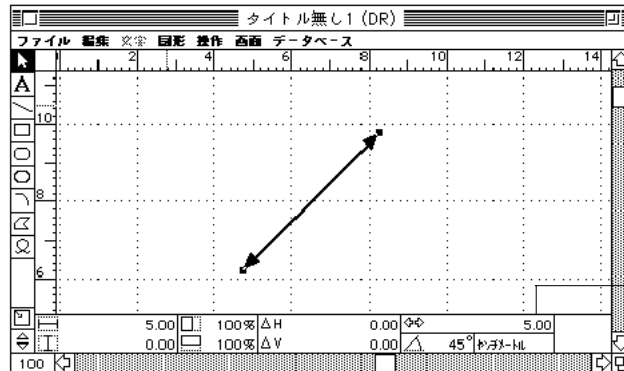 タイトル無し1 (DR)
ファイル 編集 文字 図形 操作 画面 データベース
2 4 6 8 10 12 14
A
10
8
6
5.00 100% ΔH 0.00 5.00
0.00 100% ΔV 0.00 45° センチメートル
100